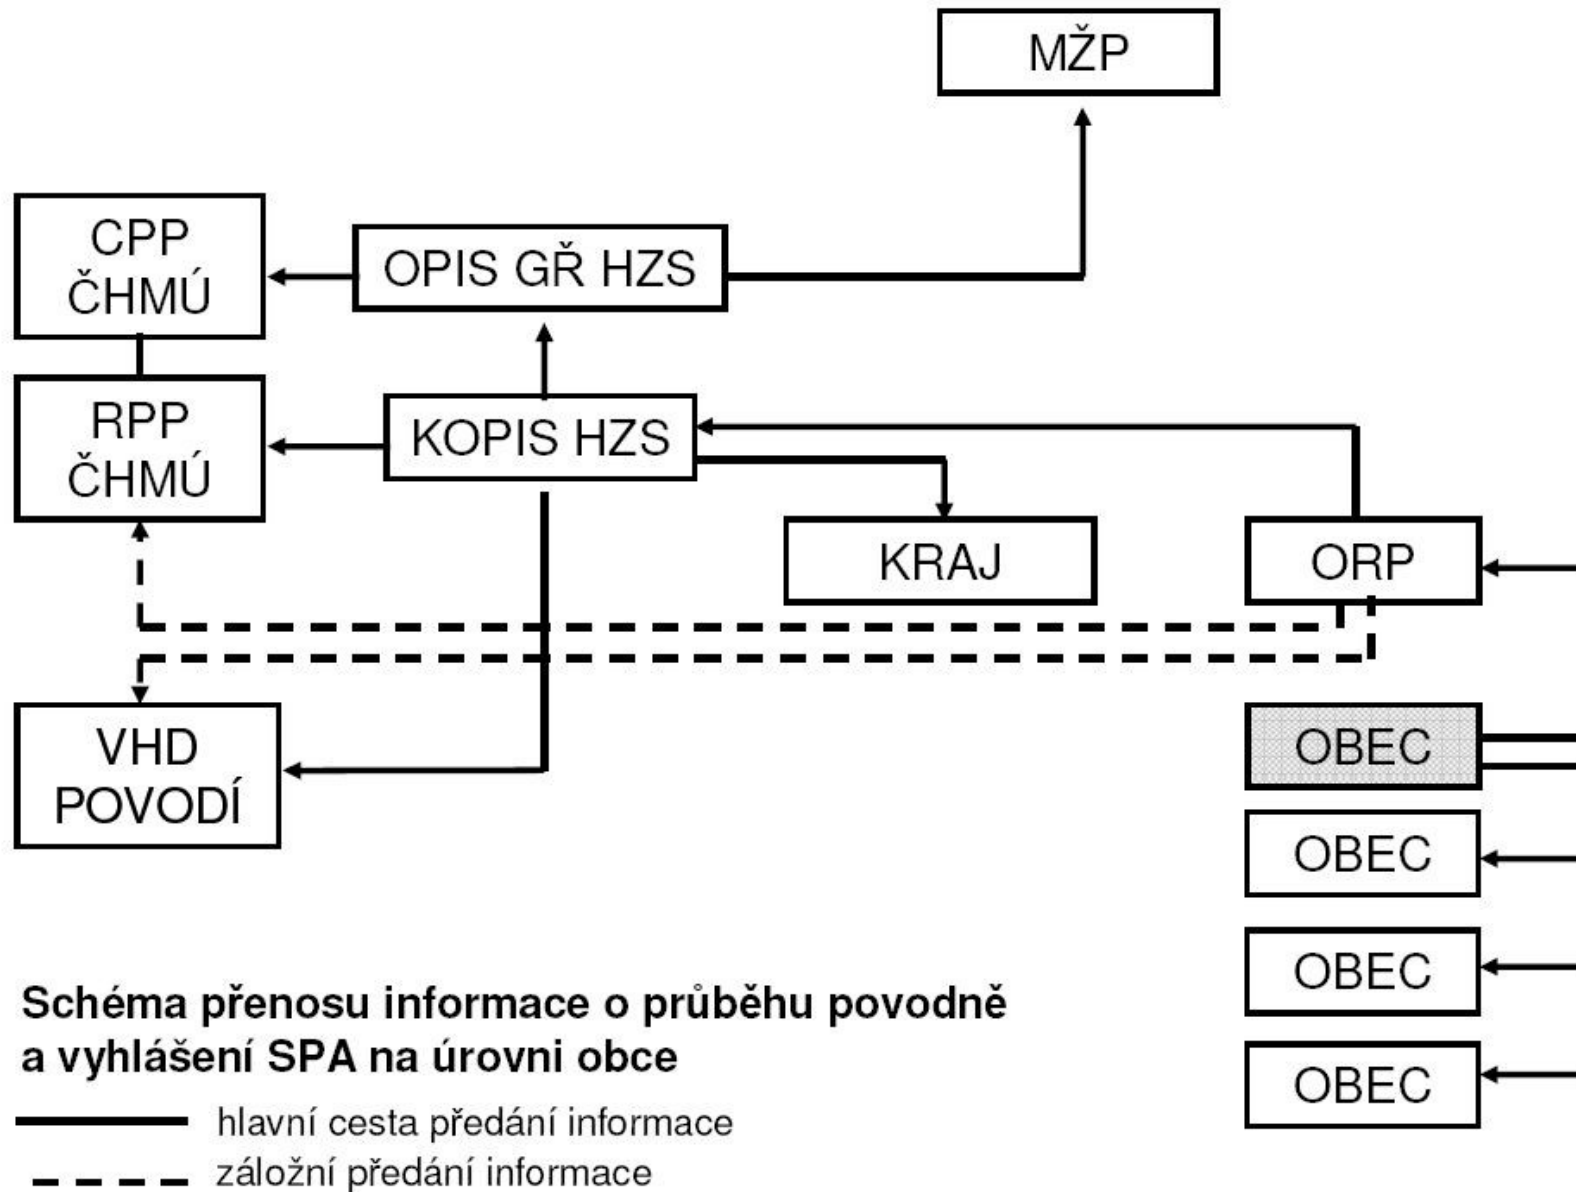 MŽP
CPP
ČHMÚ
OPIS GŘ HZS
RPP
ČHMÚ
KOPIS HZS
KRAJ
ORP
VHD
POVODÍ
OBEC
OBEC
OBEC
OBEC
Schéma přenosu informace o průběhu povodně
a vyhlášení SPA na úrovni obce
hlavní cesta předání informace
záložní předání informace